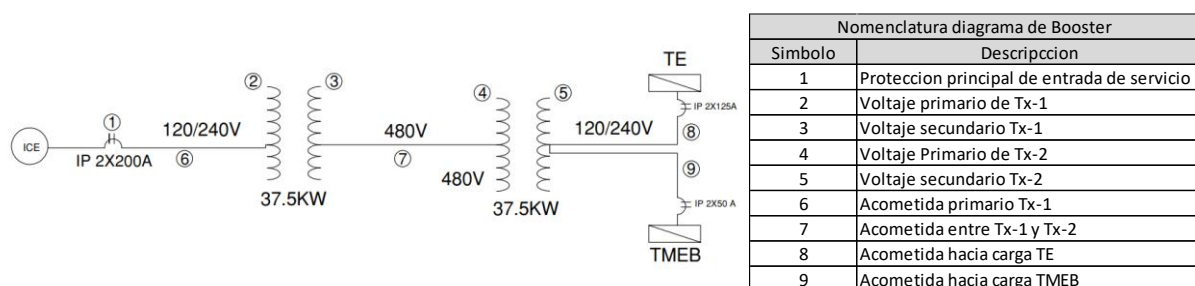 ICE
①
IP 2X200A
120/240V
⑥
②
③
37.5KW
480V
⑦
480V
④
⑤
37.5KW
120/240V
TE
IP 2X125A
⑧
⑨
IP 2X50 A
TMEB
Nomenclatura diagrama de Booster
Simbolo Descripccion
1 Proteccion principal de entrada de servicio
2 Voltaje primario de Tx-1
3 Voltaje secundario Tx-1
4 Voltaje Primario de Tx-2
5 Voltaje secundario Tx-2
6 Acometida primario Tx-1
7 Acometida entre Tx-1 y Tx-2
8 Acometida hacia carga TE
9 Acometida hacia carga TMEB